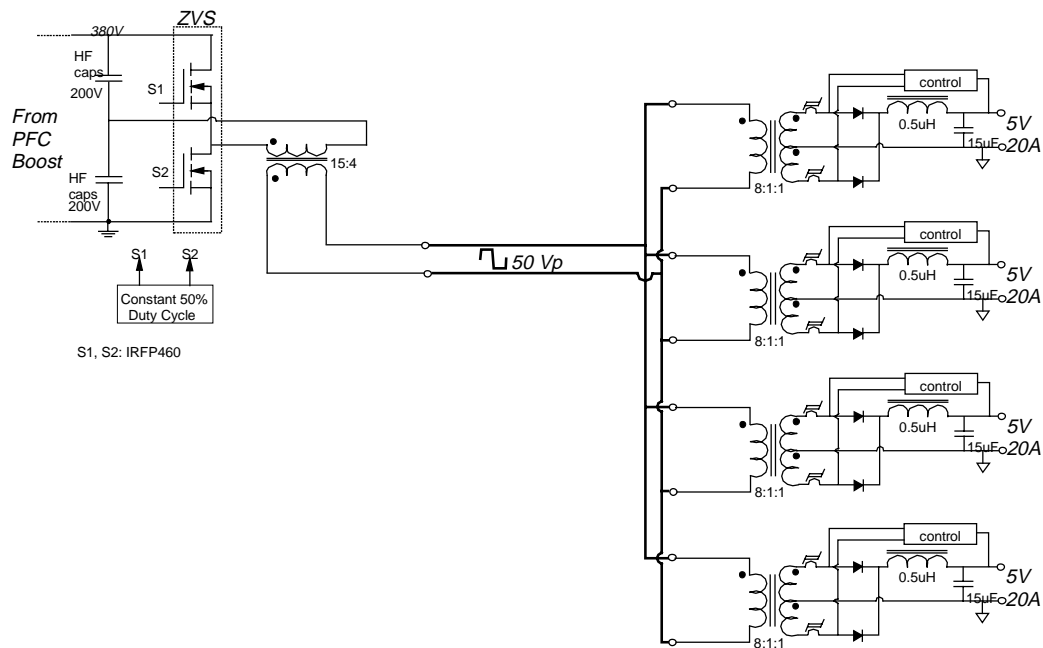 ZVS
380V
HF
caps
200V
S1
From
PFC
Boost
15:4
S2
HF
caps
200V
S1
S2
Constant 50%
Duty Cycle
S1, S2: IRFP460
50 Vp
control
0.5uH
5V
15uF
20A
8:1:1
control
0.5uH
5V
15uF
20A
8:1:1
control
0.5uH
5V
15uF
20A
8:1:1
control
0.5uH
5V
15uF
20A
8:1:1